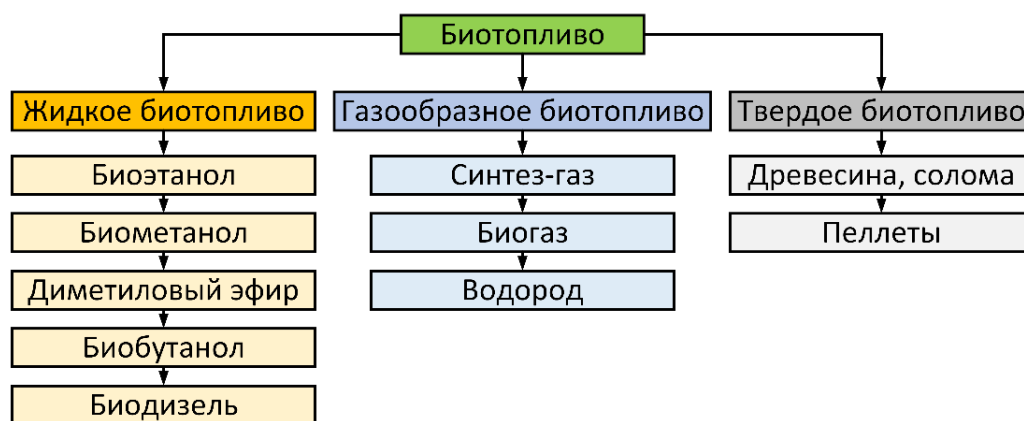 Биотопливо
Жидкое биотопливо
Газообразное биотопливо
Твердое биотопливо
Биоэтанол
Синтез-газ
Древесина, солома
Биометанол
Биогаз
Пеллеты
Диметиловый эфир
Водород
Биобутанол
Биодизель